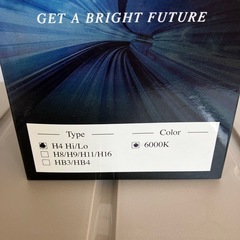 GET A BRIGHT FUTURE
Type Color
H4 Hi/Lo 6000K
H8/H9/H11/H16
HB3/HB4